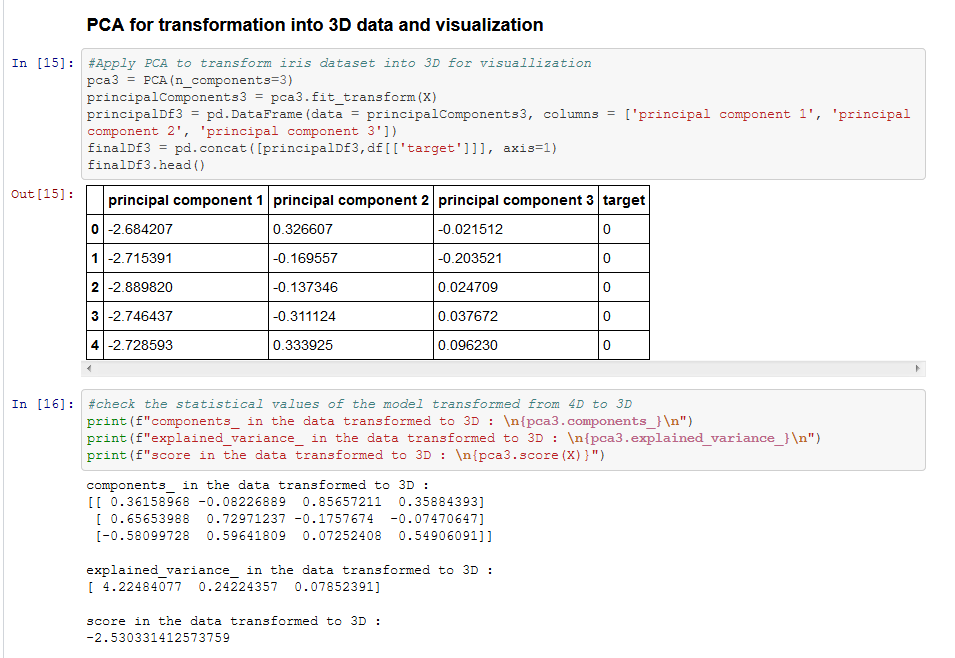 PCA for transformation into 3D data and visualization
In [15]:
#Apply PCA to transform iris dataset into 3D for visuallization
pca3 = PCA(n_components=3)
principalComponents3 = pca3.fit_transform(X)
principalDf3 = pd.DataFrame(data = principalComponents3, columns = ['principal component 1', 'principal
component 2', 'principal component 3'])
finalDf3 = pd.concat([principalDf3,df[['target']]], axis=1)
finalDf3.head()
Out[15]:
principal component 1 principal component 2 principal component 3 target
0 -2.684207 0.326607 -0.021512 0
1 -2.715391 -0.169557 -0.203521 0
2 -2.889820 -0.137346 0.024709 0
3 -2.746437 -0.311124 0.037672 0
4 -2.728593 0.333925 0.096230 0
In [16]:
#check the statistical values of the model transformed from 4D to 3D
print(f"components_ in the data transformed to 3D : \n{pca3.components_}\n")
print(f"explained_variance_ in the data transformed to 3D : \n{pca3.explained_variance_}\n")
print(f"score in the data transformed to 3D : \n{pca3.score(X)}")
components_ in the data transformed to 3D :
[[ 0.36158968 -0.08226889  0.85657211  0.35884393]
[ 0.65653988  0.72971237 -0.1757674  -0.07470647]
[-0.58099728  0.59641809  0.07252408  0.54906091]]
explained_variance_ in the data transformed to 3D :
[ 4.22484077  0.24224357  0.07852391]
score in the data transformed to 3D :
-2.530331412573759